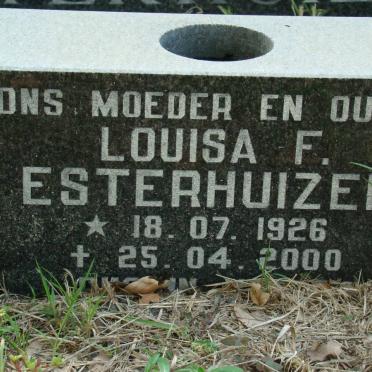 ONS MOEDER EN OU
LOUISA F.
ESTERHUIZEN
★ 18. 07. 1926
+ 25. 04. 2000